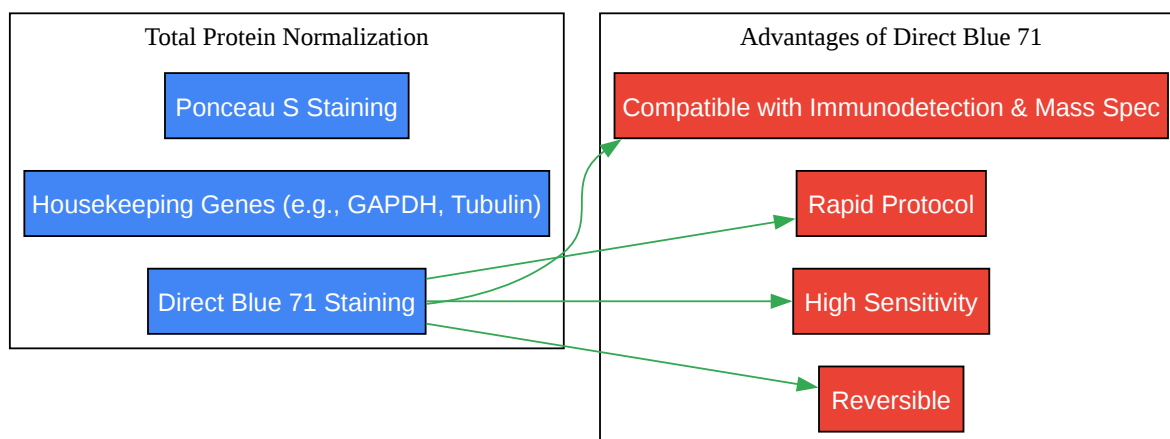 Total Protein Normalization
Ponceau S Staining
Housekeeping Genes (e.g., GAPDH, Tubulin)
Direct Blue 71 Staining
Advantages of Direct Blue 71
Compatible with Immunodetection & Mass Spec
Rapid Protocol
High Sensitivity
Reversible